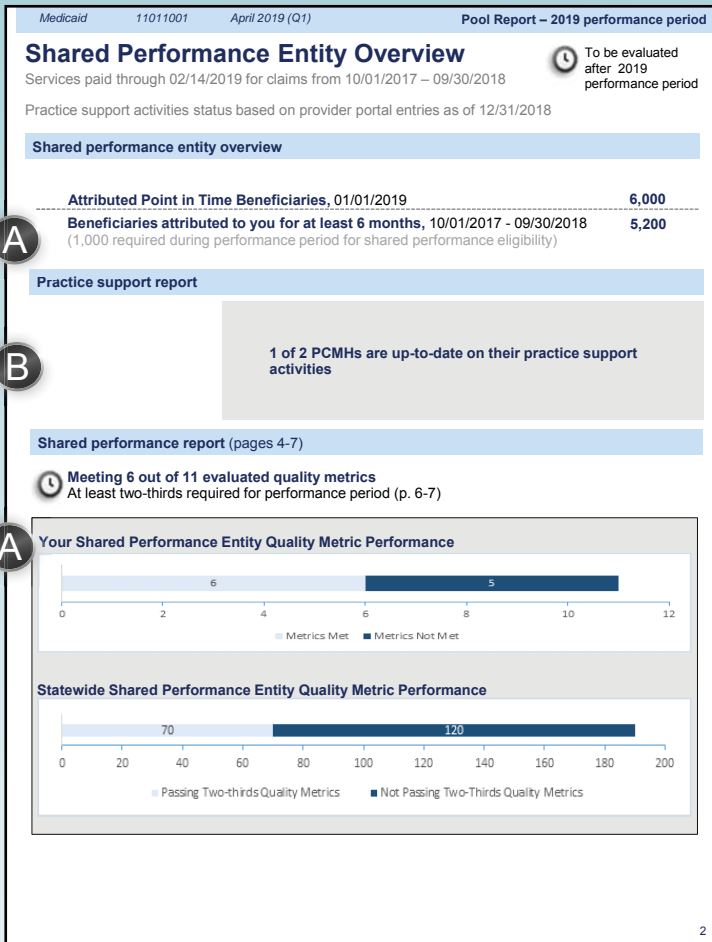 Medicaid 11011001 April 2019 (Q1) Pool Report – 2019 performance period
Shared Performance Entity Overview
Services paid through 02/14/2019 for claims from 10/01/2017 – 09/30/2018
To be evaluated
after 2019
performance period
Practice support activities status based on provider portal entries as of 12/31/2018
Shared performance entity overview
Attributed Point in Time Beneficiaries, 01/01/2019 6,000
A
Beneficiaries attributed to you for at least 6 months, 10/01/2017 - 09/30/2018 5,200
(1,000 required during performance period for shared performance eligibility)
Practice support report
B
1 of 2 PCMHs are up-to-date on their practice support
activities
Shared performance report (pages 4-7)
Meeting 6 out of 11 evaluated quality metrics
At least two-thirds required for performance period (p. 6-7)
A
Your Shared Performance Entity Quality Metric Performance
6 5
0 2 4 6 8 10 12
Metrics Met Metrics Not Met
Statewide Shared Performance Entity Quality Metric Performance
70 120
0 20 40 60 80 100 120 140 160 180 200
Passing Two-thirds Quality Metrics Not Passing Two-Thirds Quality Metrics
2